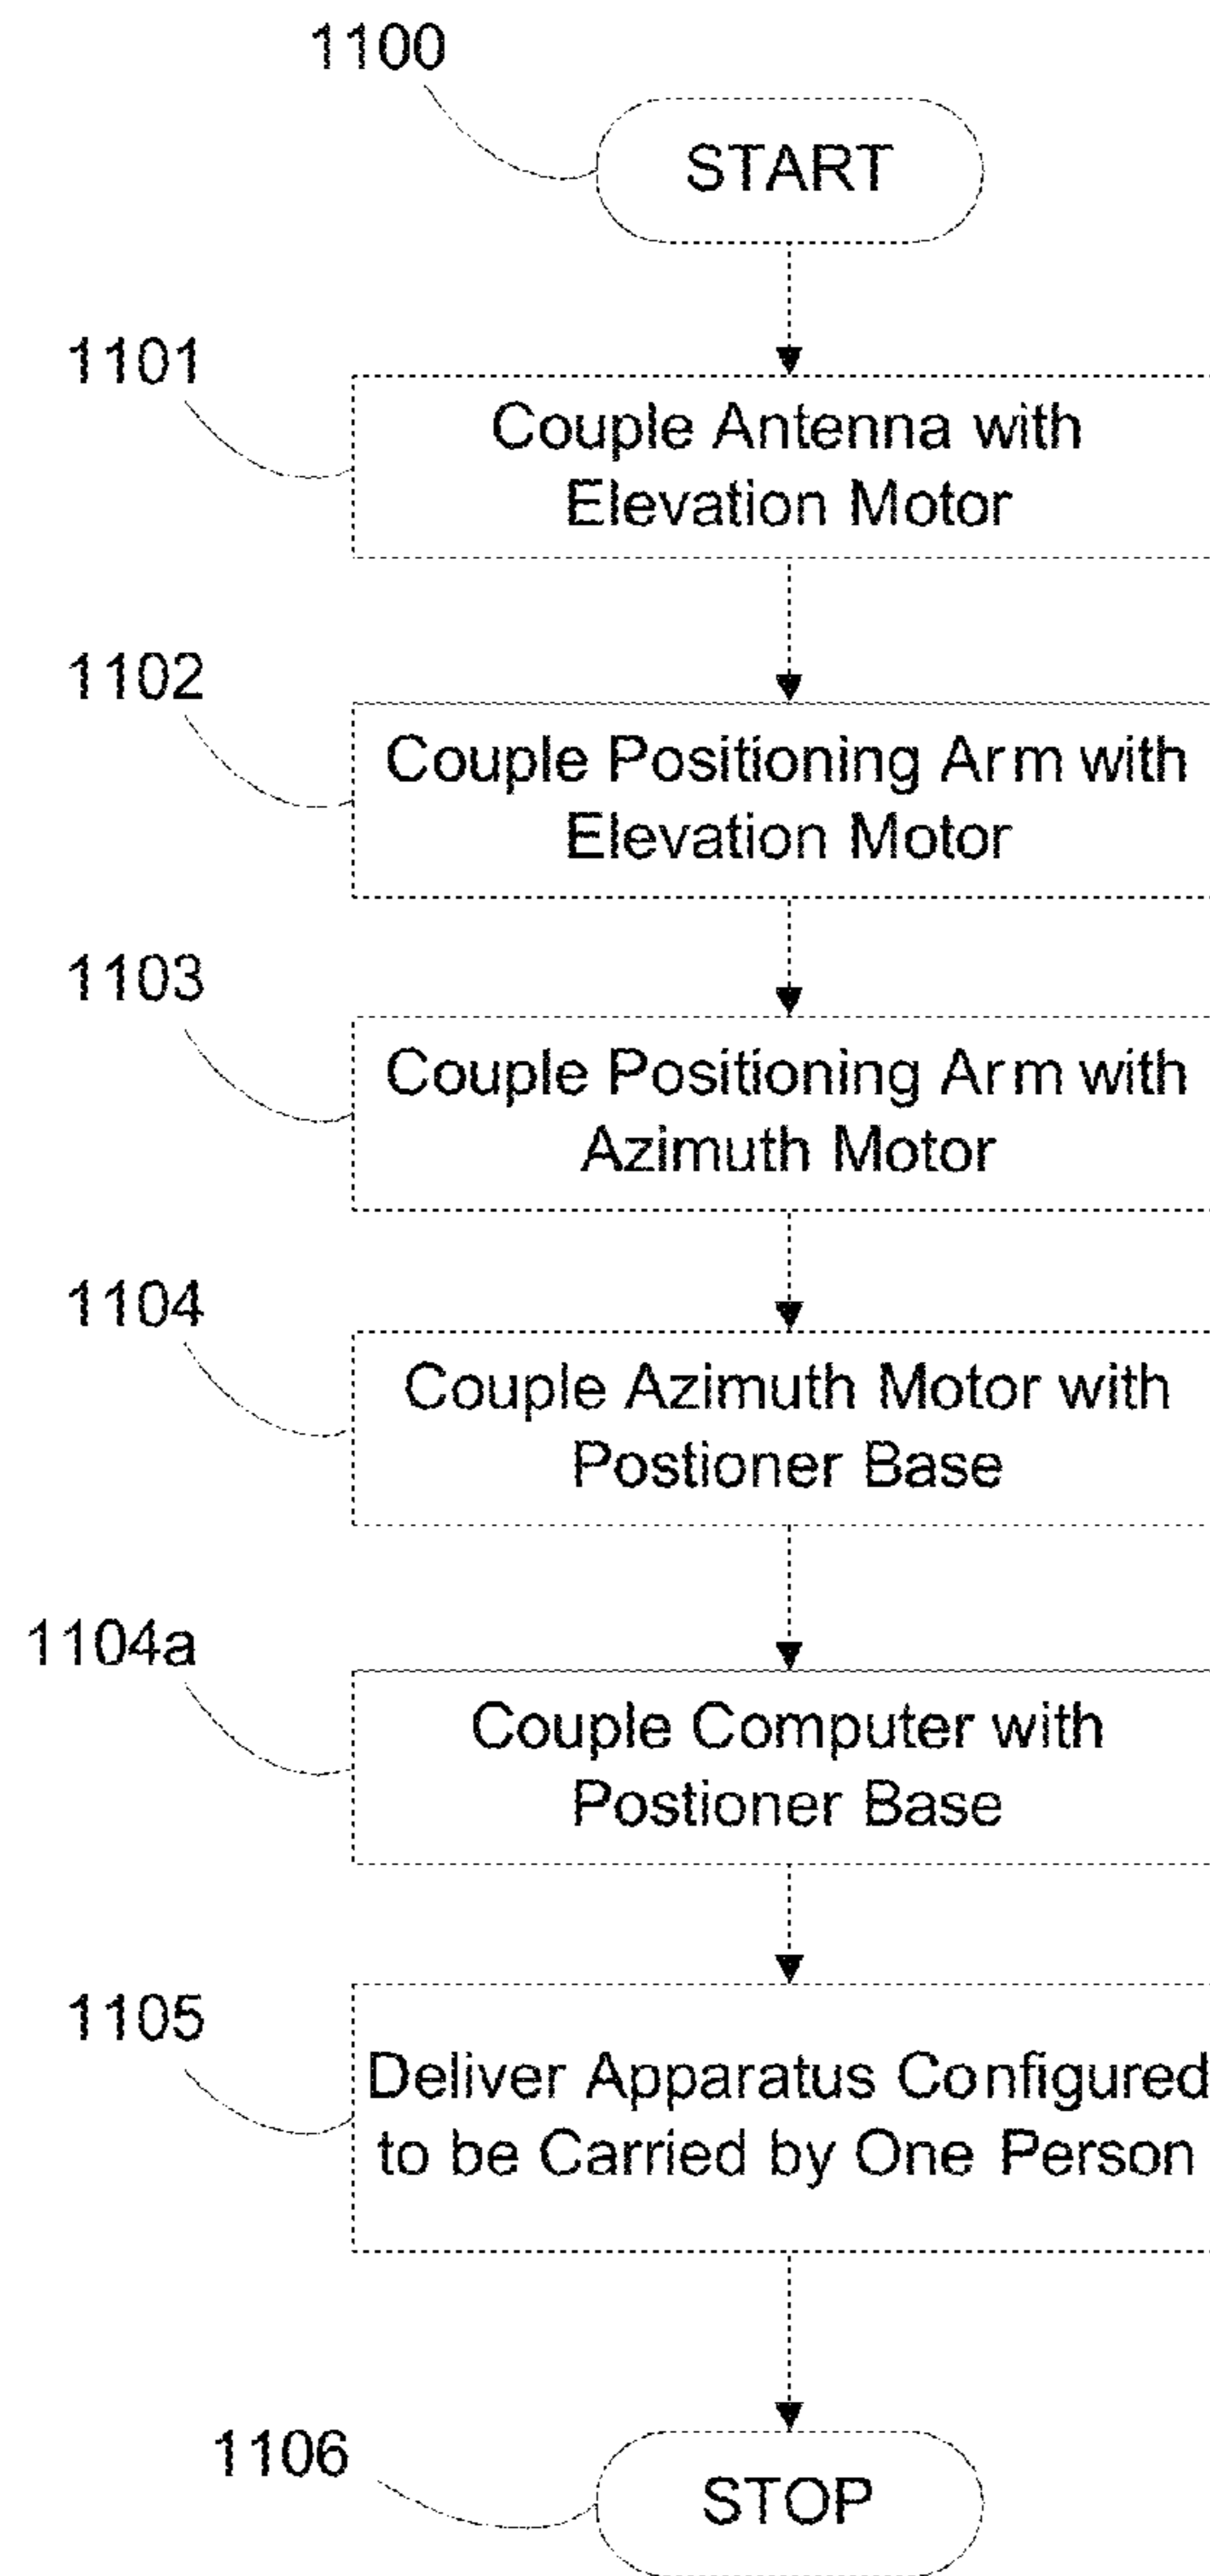 1100
START
1101
Couple Antenna with
Elevation Motor
1102
Couple Positioning Arm with
Elevation Motor
1103
Couple Positioning Arm with
Azimuth Motor
1104
Couple Azimuth Motor with
Postioner Base
1104a
Couple Computer with
Postioner Base
1105
Deliver Apparatus Configured
to be Carried by One Person
1106
STOP